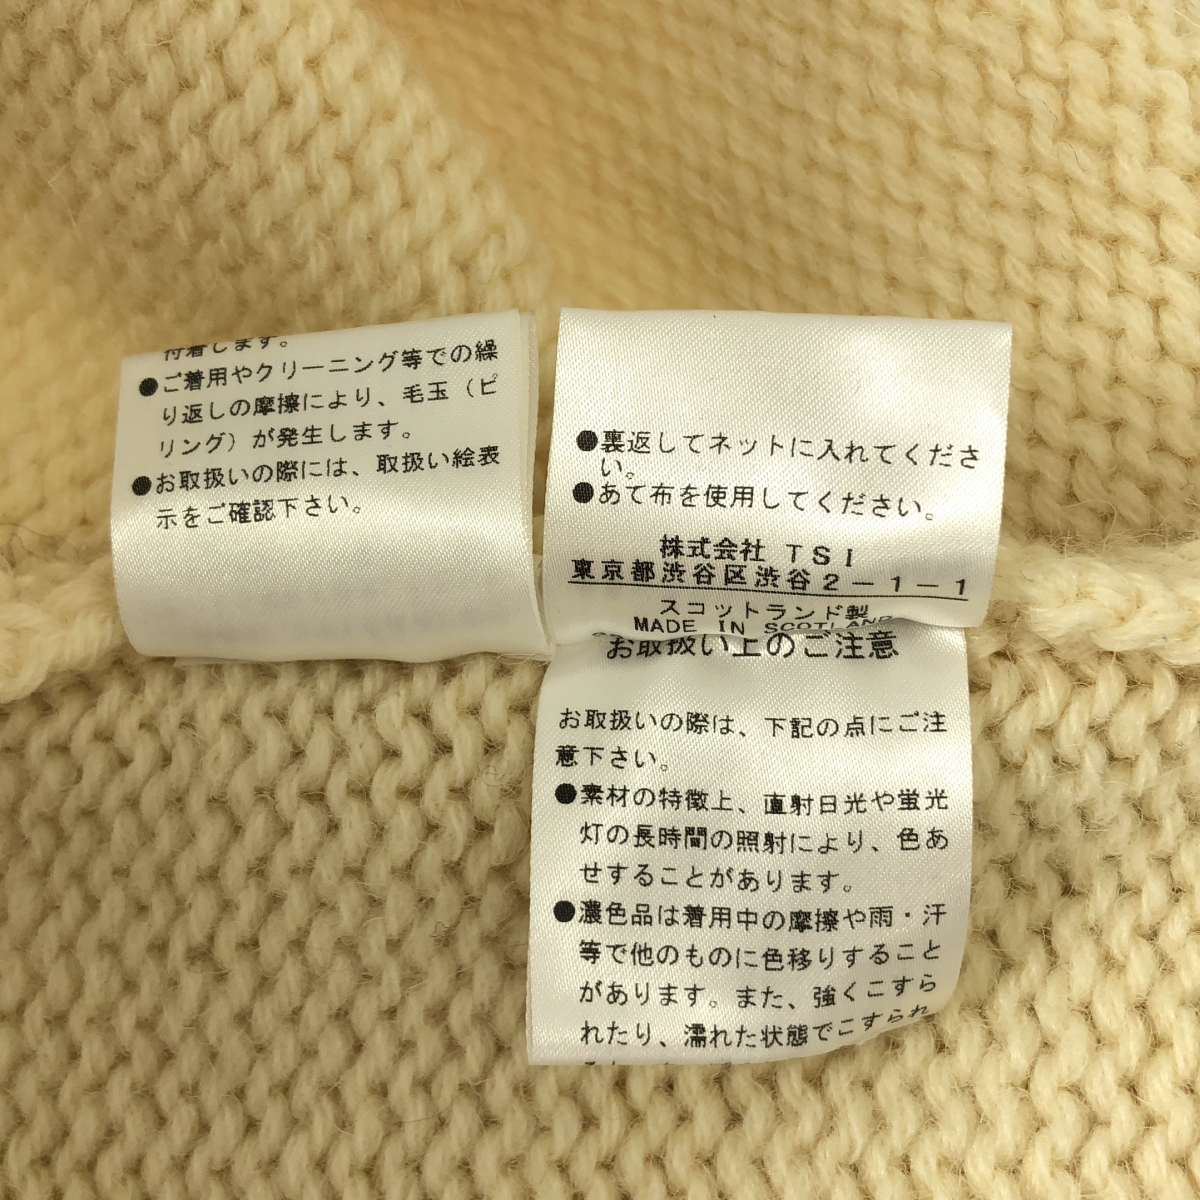 付着します。
●ご着用やクリーニング等での繰
り返しの摩擦により、毛玉（ピ
リング）が発生します。
●お取扱いの際には、取扱い絵表
示をご確認下さい。
●裏返してネットに入れてくださ
い。
●あて布を使用してください。
株式会社 TSI
東京都渋谷区渋谷2－1－1
スコットランド製
MADE IN SCOTLAND
お取扱い上のご注意
お取扱いの際は、下記の点にご注
意下さい。
●素材の特徴上、直射日光や蛍光
灯の長時間の照射により、色あ
せすることがあります。
●濃色品は着用中の摩擦や雨・汗
等で他のものに色移りすること
があります。また、強くこすら
れたり、濡れた状態でこすられ